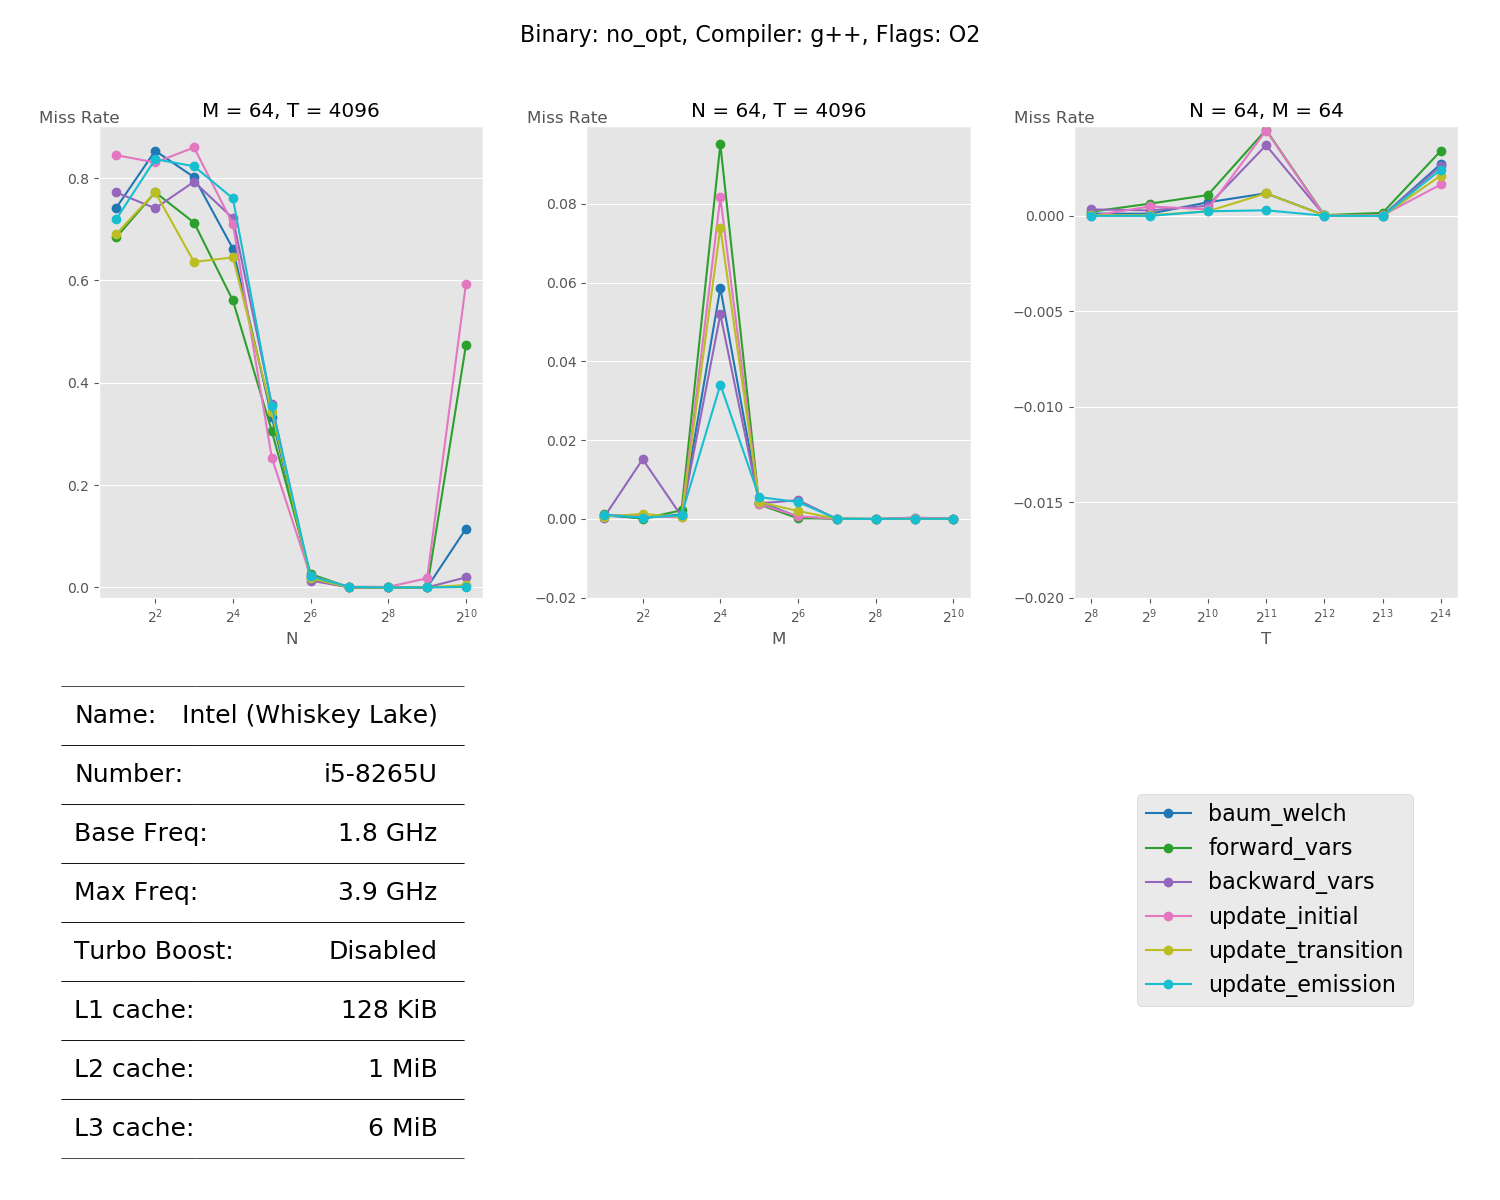 Binary: no_opt, Compiler: g++, Flags: O2
Miss Rate
M = 64, T = 4096
0.8
0.6
0.4
0.2
0.0
2^2 2^4 2^6 2^8 2^10
N
Miss Rate
N = 64, T = 4096
0.08
0.06
0.04
0.02
0.00
−0.02
2^2 2^4 2^6 2^8 2^10
M
Miss Rate
N = 64, M = 64
0.000
−0.005
−0.010
−0.015
−0.020
2^8 2^9 2^10 2^11 2^12 2^13 2^14
T
Name: Intel (Whiskey Lake)
Number: i5-8265U
Base Freq: 1.8 GHz
Max Freq: 3.9 GHz
Turbo Boost: Disabled
L1 cache: 128 KiB
L2 cache: 1 MiB
L3 cache: 6 MiB
baum_welch
forward_vars
backward_vars
update_initial
update_transition
update_emission